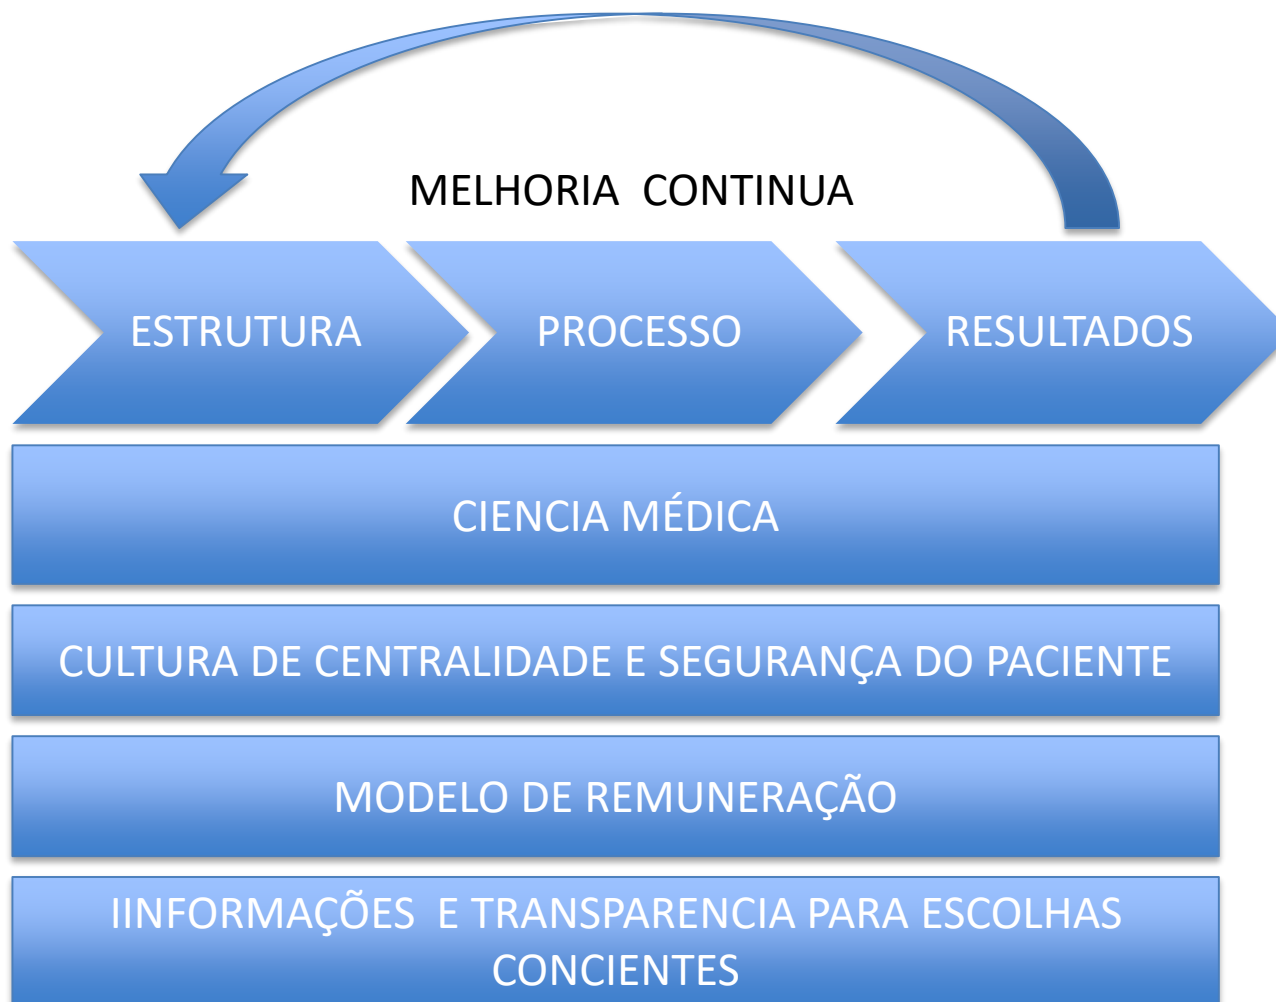 MELHORIA  CONTINUA
ESTRUTURA
PROCESSO
RESULTADOS
CIENCIA MÉDICA
CULTURA DE CENTRALIDADE E SEGURANÇA DO PACIENTE
MODELO DE REMUNERAÇÃO
IINFORMAÇÕES  E TRANSPARENCIA PARA ESCOLHAS
CONCIENTES